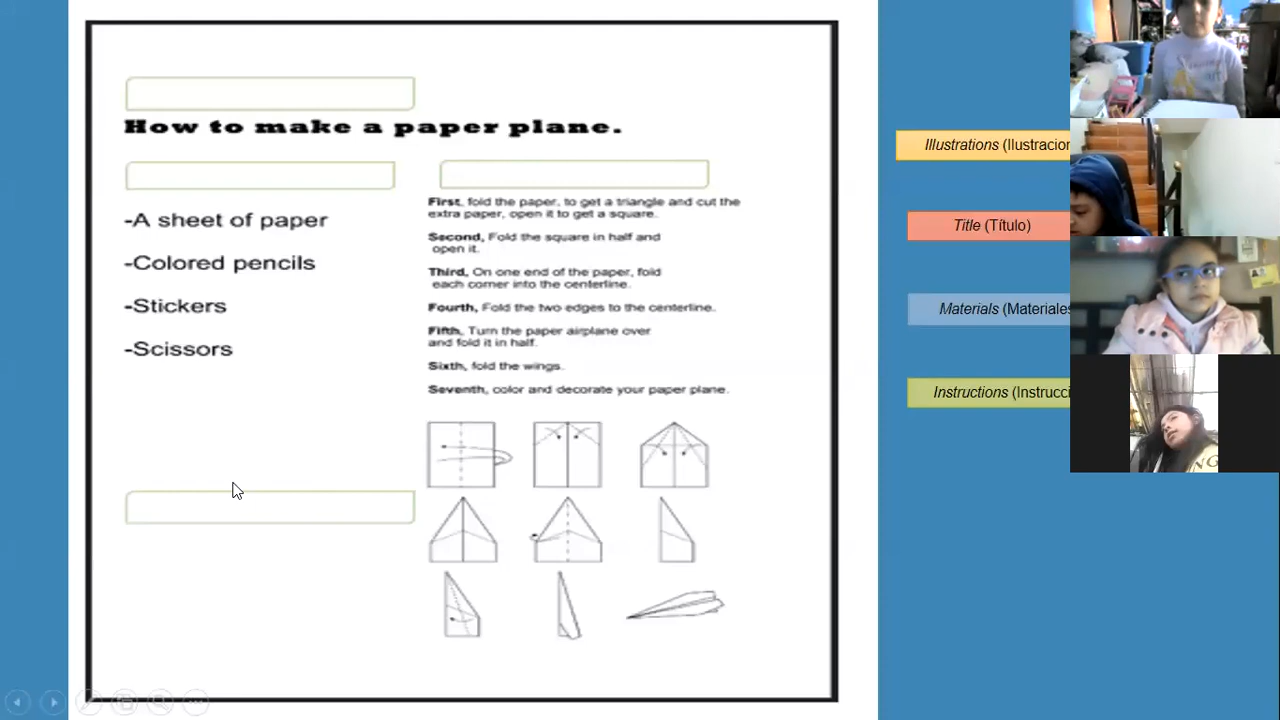 How to make a paper plane.
-A sheet of paper
-Colored pencils
-Stickers
-Scissors
First, fold the paper, to get a triangle and cut the
extra paper, open it to get a square.
Second, Fold the square in half and
open it.
Third, On one end of the paper, fold
each corner into the centerline.
Fourth, Fold the two edges to the centerline.
Fifth, Turn the paper airplane over
and fold it in half.
Sixth, fold the wings.
Seventh, color and decorate your paper plane.
Illustrations (Ilustracion
Title (Título)
Materials (Materiales
Instructions (Instrucci
NG